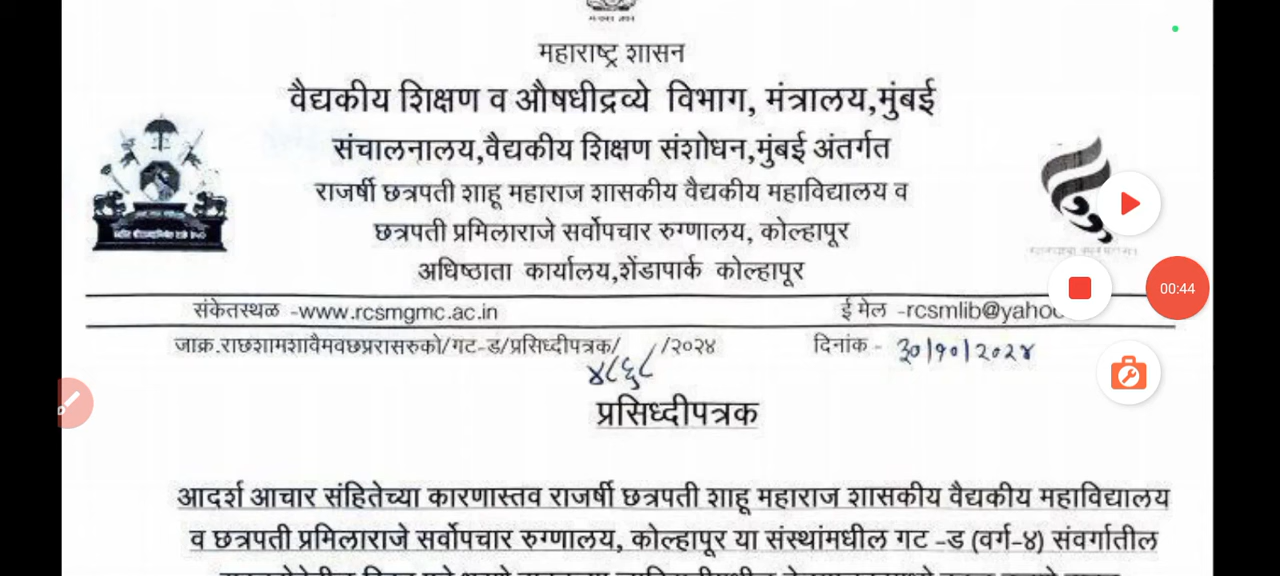 महाराष्ट्र शासन
वैद्यकीय शिक्षण व औषधीद्रव्ये विभाग, मंत्रालय,मुंबई
संचालनालय,वैद्यकीय शिक्षण संशोधन,मुंबई अंतर्गत
राजर्षी छत्रपती शाहू महाराज शासकीय वैद्यकीय महाविद्यालय व
छत्रपती प्रमिलाराजे सर्वोपचार रुग्णालय, कोल्हापूर
अधिष्ठाता कार्यालय,शेंडापार्क कोल्हापूर
00:44
संकेतस्थळ -www.rcsmgmc.ac.in ई मेल -rcsmlib@yahoo
जाक्र.राछशामशावैमवछप्ररासरुको/गट-ड/प्रसिध्दीपत्रक/ ४८६८ /२०२४ दिनांक - ३०/१०/२०२४
प्रसिध्दीपत्रक
आदर्श आचार संहितेच्या कारणास्तव राजर्षी छत्रपती शाहू महाराज शासकीय वैद्यकीय महाविद्यालय
व छत्रपती प्रमिलाराजे सर्वोपचार रुग्णालय, कोल्हापूर या संस्थांमधील गट -ड (वर्ग-४) संवर्गातील